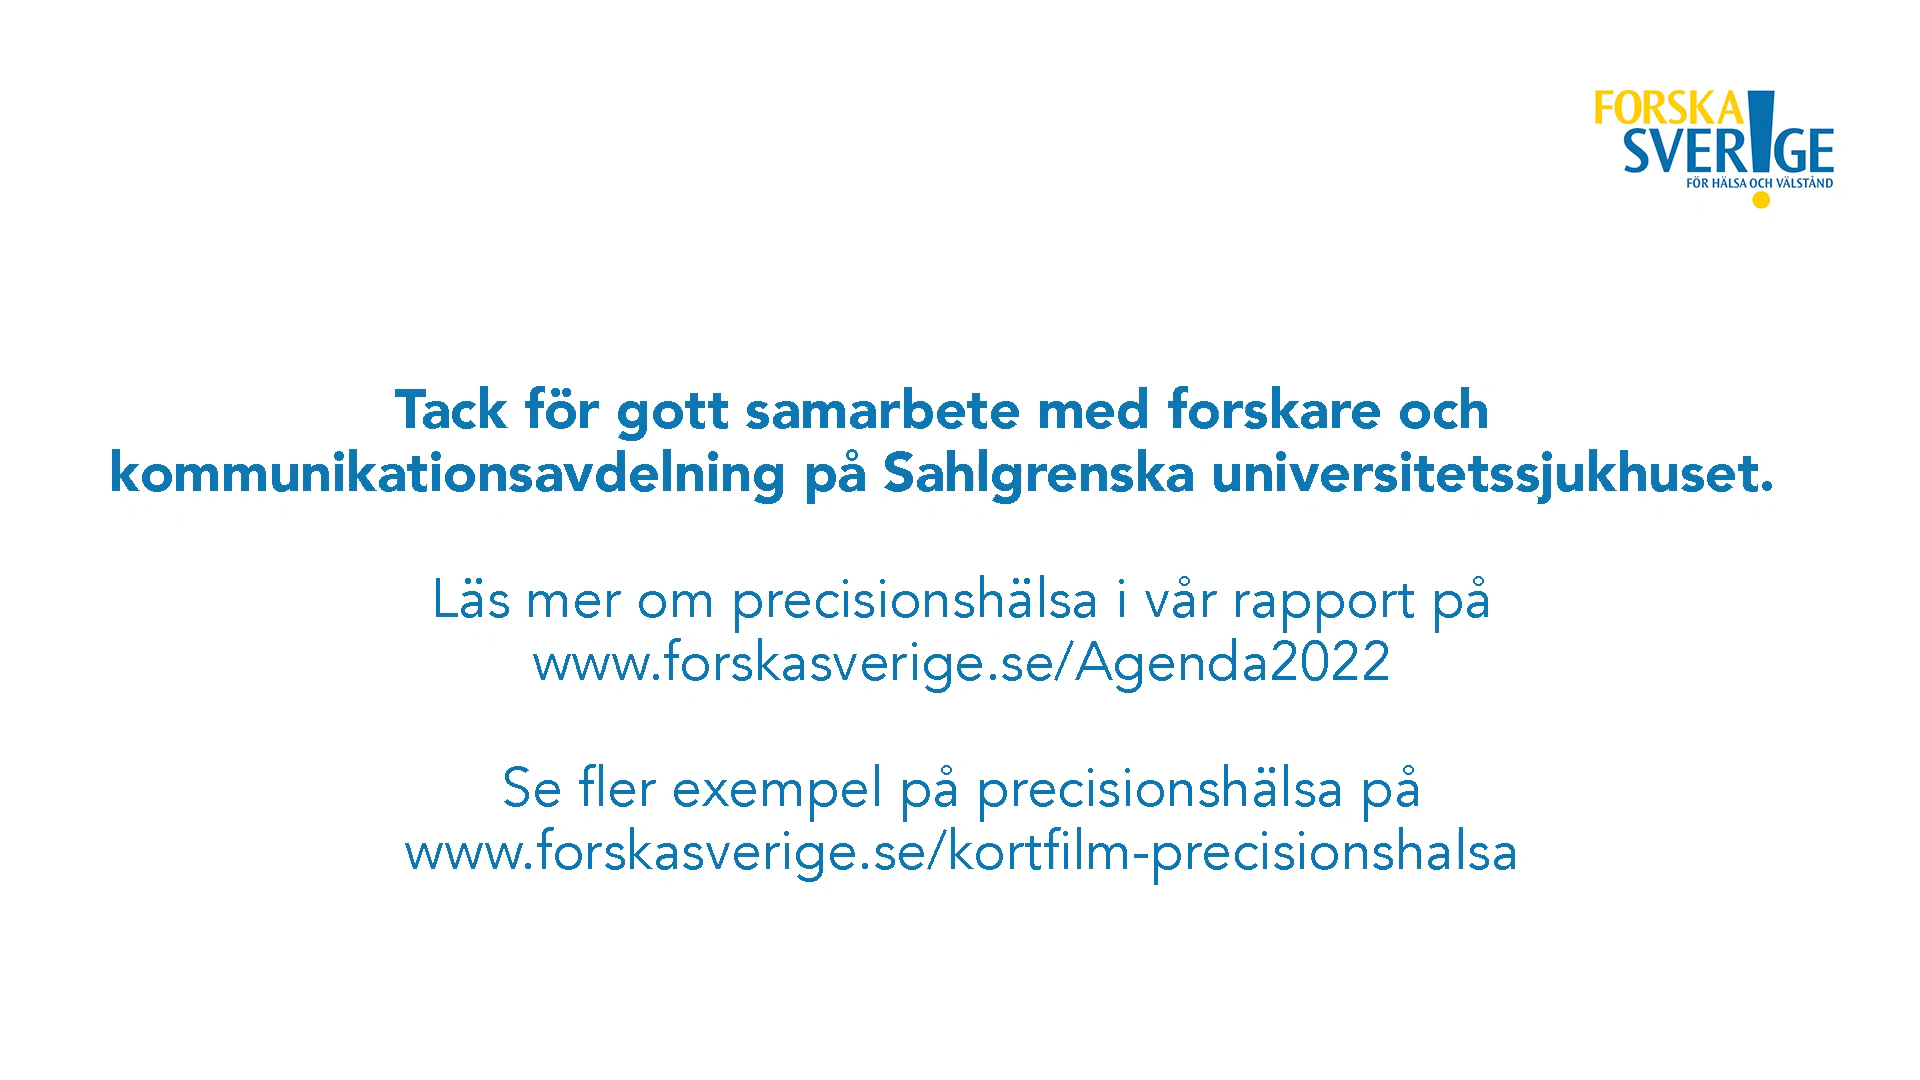 FORSKA
SVER!GE
FÖR HÄLSA OCH VÄLSTÅND
Tack för gott samarbete med forskare och
kommunikationsavdelning på Sahlgrenska universitetssjukhuset.
Läs mer om precisionshälsa i vår rapport på
www.forskasverige.se/Agenda2022
Se fler exempel på precisionshälsa på
www.forskasverige.se/kortfilm-precisionshalsa